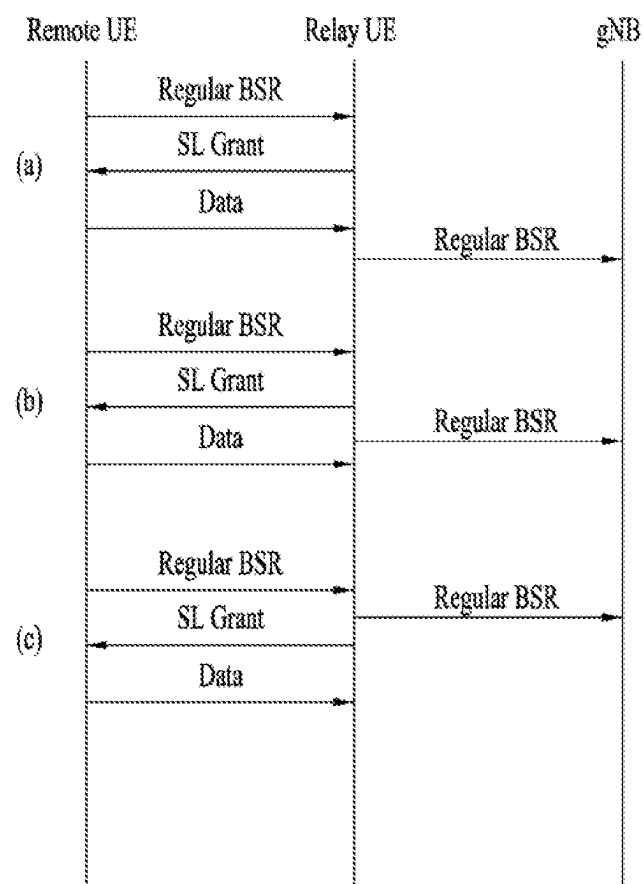 Remote UE Relay UE gNB
Regular BSR
SL Grant
(a)
Data
Regular BSR
Regular BSR
SL Grant
(b)
Data
Regular BSR
Regular BSR
Regular BSR
SL Grant
(c)
Data